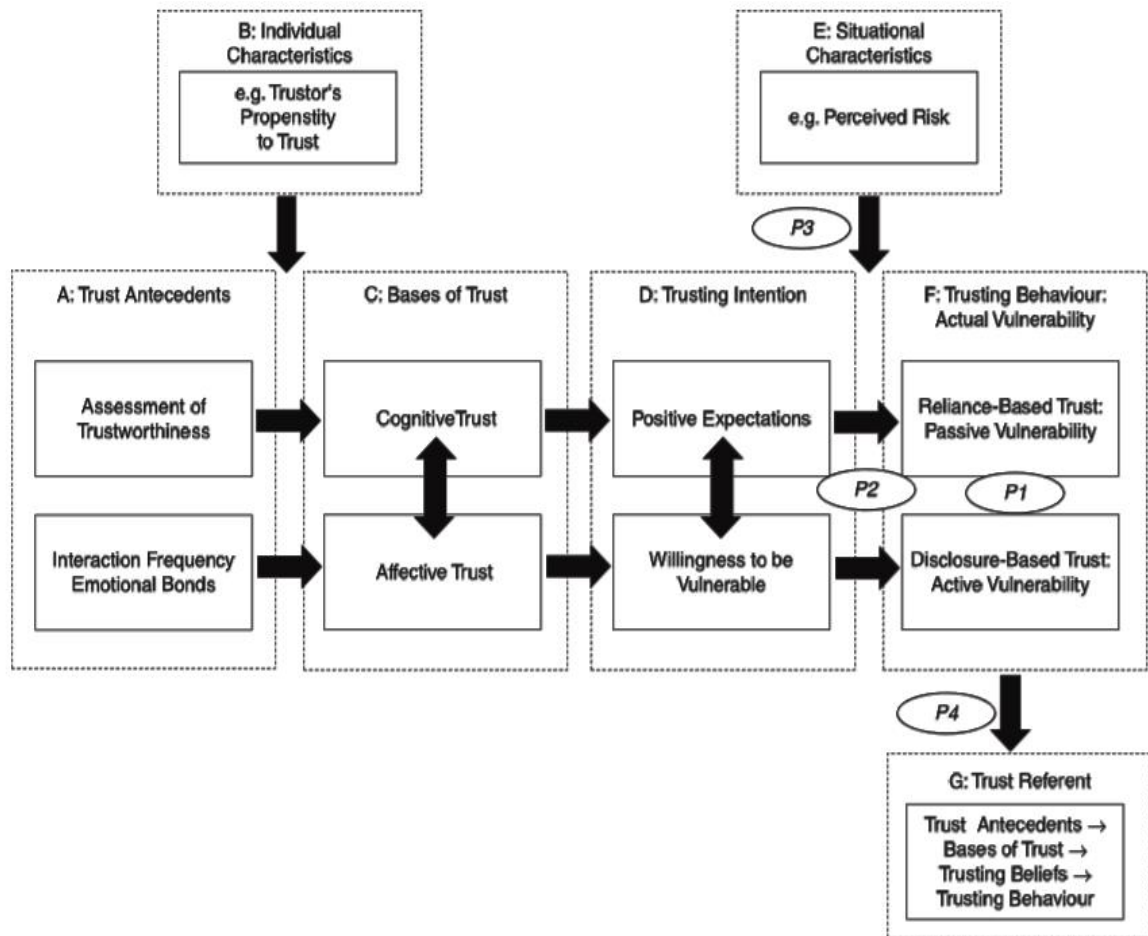 B: Individual
Characteristics
e.g. Trustor's
Propenstity
to Trust
E: Situational
Characteristics
e.g. Perceived Risk
P3
A: Trust Antecedents
Assessment of
Trustworthiness
Interaction Frequency
Emotional Bonds
C: Bases of Trust
CognitiveTrust
Affective Trust
D: Trusting Intention
Positive Expectations
Willingness to be
Vulnerable
P2
F: Trusting Behaviour:
Actual Vulnerability
Reliance-Based Trust:
Passive Vulnerability
P1
Disclosure-Based Trust:
Active Vulnerability
P4
G: Trust Referent
Trust Antecedents →
Bases of Trust →
Trusting Beliefs →
Trusting Behaviour